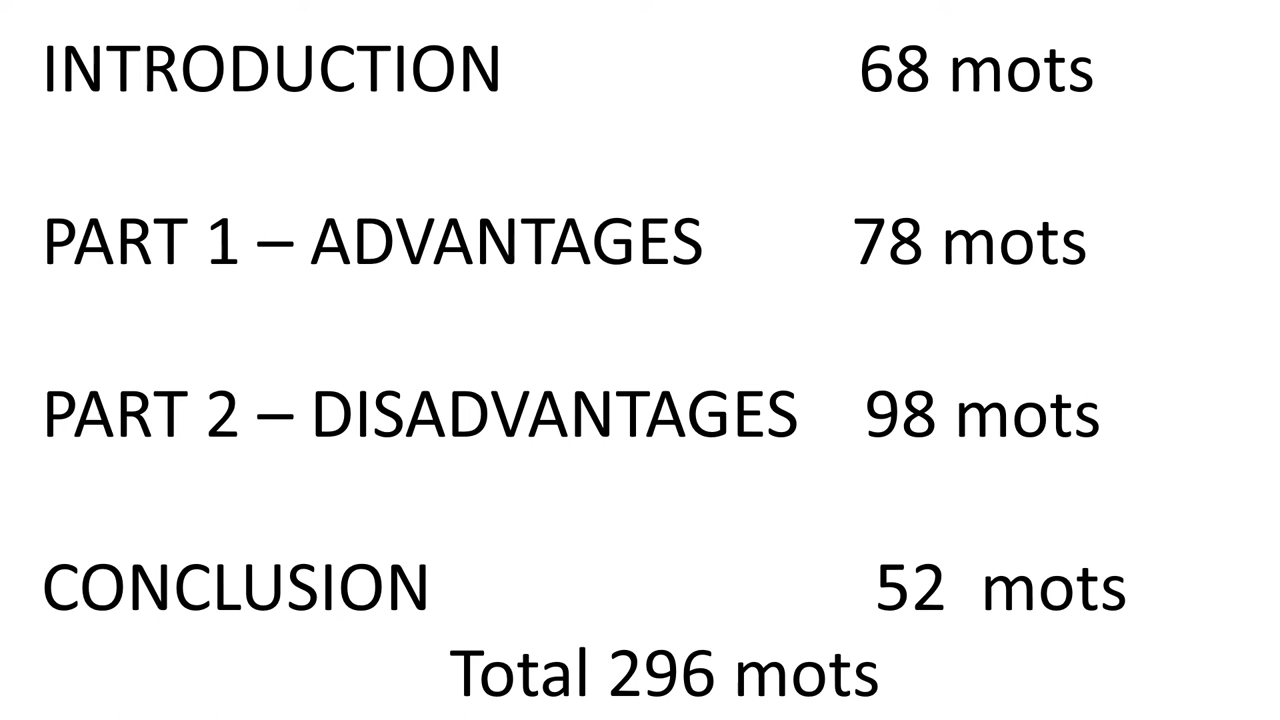 INTRODUCTION 68 mots
PART 1 – ADVANTAGES 78 mots
PART 2 – DISADVANTAGES 98 mots
CONCLUSION 52 mots
Total 296 mots